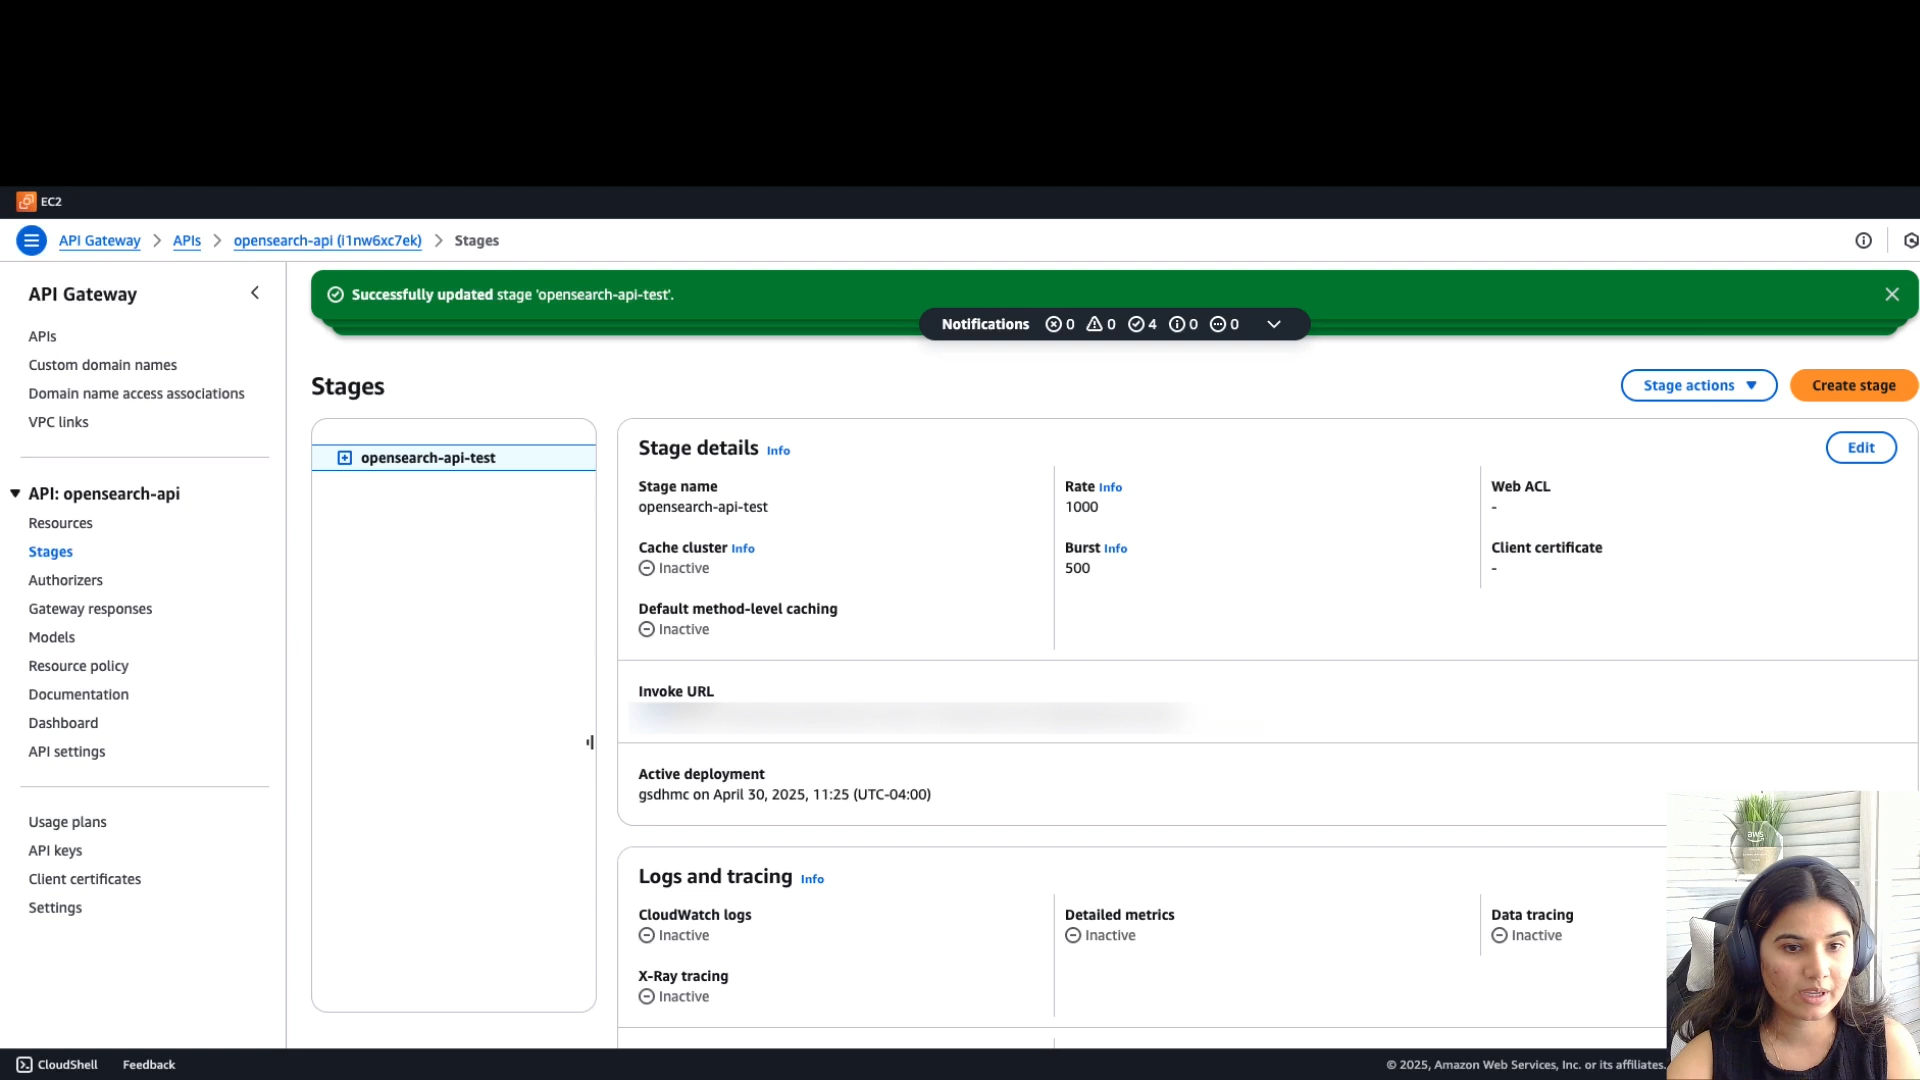 EC2
API Gateway > APIs > opensearch-api (i1nw6xc7ek) > Stages
API Gateway
APIs
Custom domain names
Domain name access associations
VPC links
API: opensearch-api
Resources
Stages
Authorizers
Gateway responses
Models
Resource policy
Documentation
Dashboard
API settings
Usage plans
API keys
Client certificates
Settings
Successfully updated stage 'opensearch-api-test'.
Notifications 0 0 4 0 0
Stages
Stage actions
Create stage
opensearch-api-test
Stage details Info
Edit
Stage name
opensearch-api-test
Cache cluster Info
Inactive
Default method-level caching
Inactive
Rate Info
1000
Burst Info
500
Web ACL
-
Client certificate
-
Invoke URL
Active deployment
gsdhmc on April 30, 2025, 11:25 (UTC-04:00)
Logs and tracing Info
CloudWatch logs
Inactive
X-Ray tracing
Inactive
Detailed metrics
Inactive
Data tracing
Inactive
aws
CloudShell Feedback
© 2025, Amazon Web Services, Inc. or its affiliates.